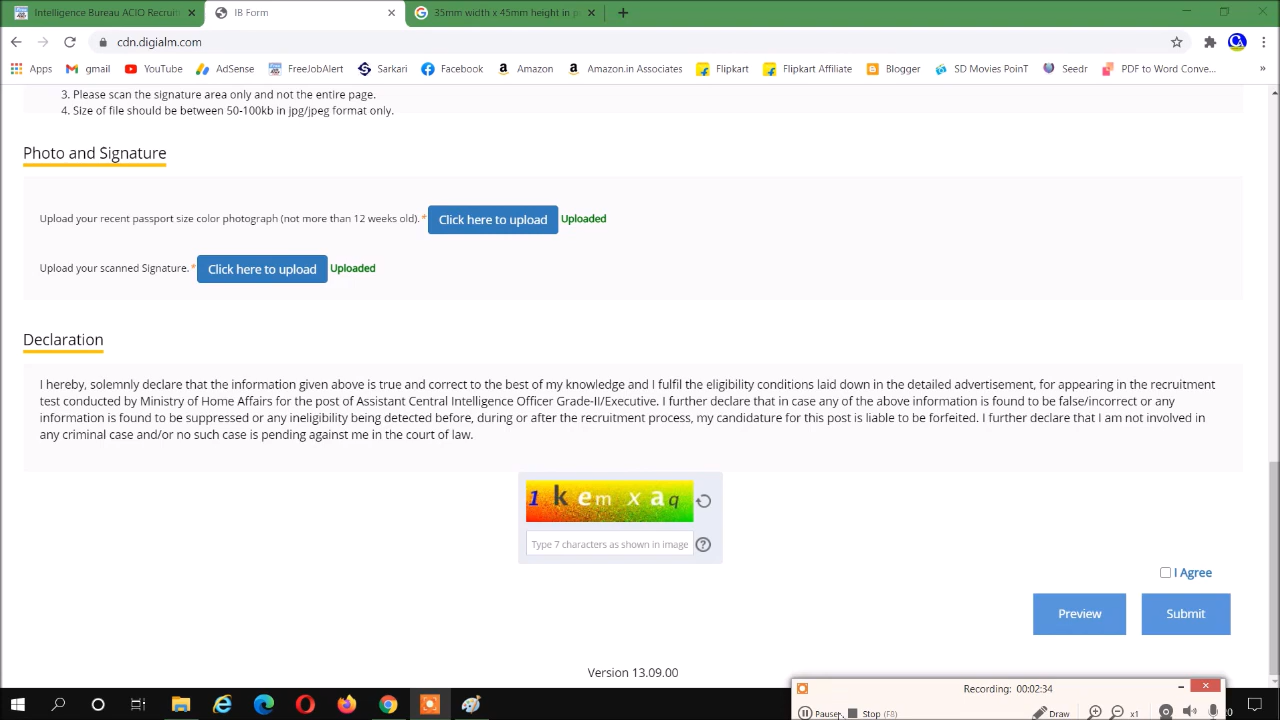 Intelligence Bureau ACIO Recruit
IB Form
35mm width x 45mm height in p
cdn.digialm.com
Apps
gmail
YouTube
AdSense
FreeJobAlert
Sarkari
Facebook
Amazon
Amazon.in Associates
Flipkart
Flipkart Affiliate
Blogger
SD Movies PoinT
Seedr
PDF to Word Conve...
3. Please scan the signature area only and not the entire page.
4. Size of file should be between 50-100kb in jpg/jpeg format only.
Photo and Signature
Upload your recent passport size color photograph (not more than 12 weeks old).* Click here to upload Uploaded
Upload your scanned Signature.* Click here to upload Uploaded
Declaration
I hereby, solemnly declare that the information given above is true and correct to the best of my knowledge and I fulfil the eligibility conditions laid down in the detailed advertisement, for appearing in the recruitment
test conducted by Ministry of Home Affairs for the post of Assistant Central Intelligence Officer Grade-II/Executive. I further declare that in case any of the above information is found to be false/incorrect or any
information is found to be suppressed or any ineligibility being detected before, during or after the recruitment process, my candidature for this post is liable to be forfeited. I further declare that I am not involved in
any criminal case and/or no such case is pending against me in the court of law.
1 k e m x a q
Type 7 characters as shown in image
I Agree
Preview
Submit
Version 13.09.00
Recording: 00:02:34
Pause
Stop (F8)
Draw
x1